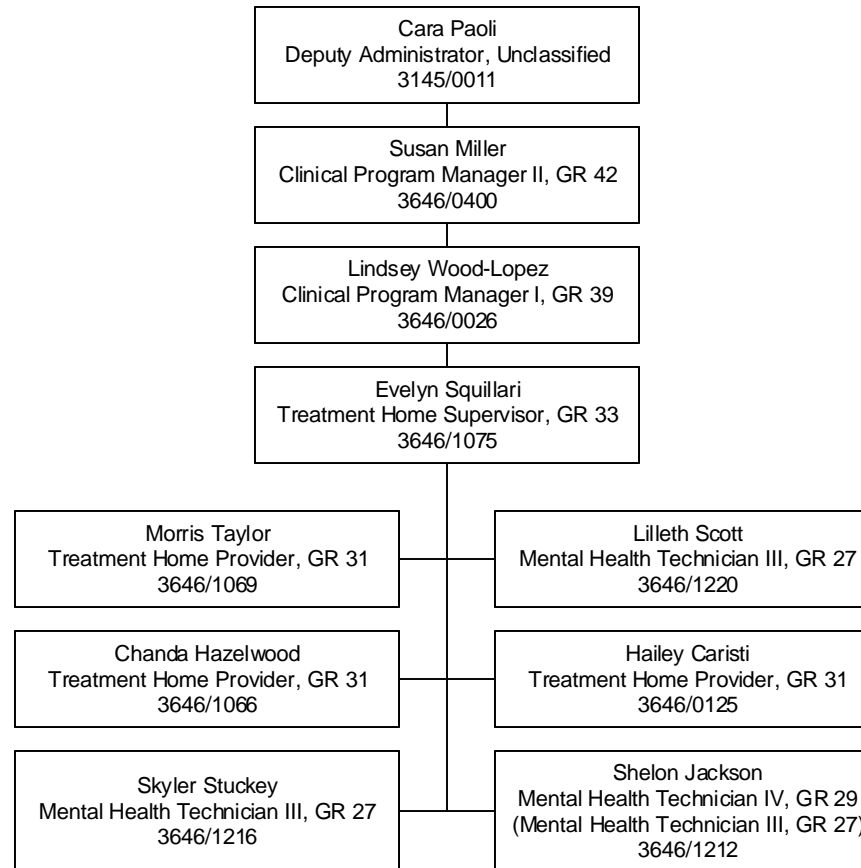 Cara Paoli
Deputy Administrator, Unclassified
3145/0011
Susan Miller
Clinical Program Manager II, GR 42
3646/0400
Lindsey Wood-Lopez
Clinical Program Manager I, GR 39
3646/0026
Evelyn Squillari
Treatment Home Supervisor, GR 33
3646/1075
Morris Taylor
Treatment Home Provider, GR 31
3646/1069
Lilleth Scott
Mental Health Technician III, GR 27
3646/1220
Chanda Hazelwood
Treatment Home Provider, GR 31
3646/1066
Hailey Caristi
Treatment Home Provider, GR 31
3646/0125
Skyler Stuckey
Mental Health Technician III, GR 27
3646/1216
Shelon Jackson
Mental Health Technician IV, GR 29
(Mental Health Technician III, GR 27)
3646/1212